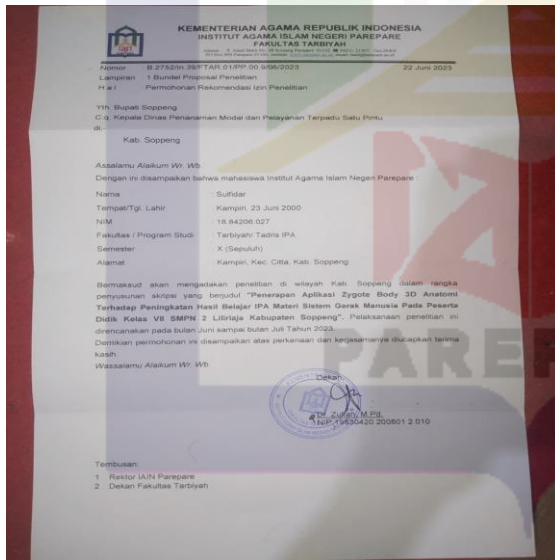 KEMENTERIAN AGAMA REPUBLIK INDONESIA
INSTITUT AGAMA ISLAM NEGERI PAREPARE
FAKULTAS TARBIYAH
Nomor : B.2752/In.39/FTAR.01/PP.00.9/06/2023 22 Juni 2023
Lampiran : 1 Bundel Proposal Penelitian
H a l : Permohonan Rekomendasi Izin Penelitian
Yth. Bupati Soppeng
C.q. Kepala Dinas Penanaman Modal dan Pelayanan Terpadu Satu Pintu
di,-
Kab. Soppeng
Assalamu Alaikum Wr. Wb.
Dengan ini disampaikan bahwa mahasiswa Institut Agama Islam Negeri Parepare :
Nama : Sulfidar
Tempat/Tgl. Lahir : Kampiri, 23 Juni 2000
NIM : 18.84206.027
Fakultas / Program Studi : Tarbiyah/ Tadris IPA
Semester : X (Sepuluh)
Alamat : Kampiri, Kec. Citta, Kab. Soppeng
Bermaksud akan mengadakan penelitian di wilayah Kab. Soppeng dalam rangka
penyusunan skripsi yang berjudul "Penerapan Aplikasi Zygote Body 3D Anatomi
Terhadap Peningkatan Hasil Belajar IPA Materi Sistem Gerak Manusia Pada Peserta
Didik Kelas VII SMPN 2 Liliriaja Kabupaten Soppeng". Pelaksanaan penelitian ini
direncanakan pada bulan Juni sampai bulan Juli Tahun 2023.
Demikian permohonan ini disampaikan atas perkenaan dan kerjasamanya diucapkan terima
kasih.
Wassalamu Alaikum Wr. Wb.
Dekan,
Dr. Zulfah, M.Pd.
NIP. 19830420 200801 2 010
Tembusan:
1 Rektor IAIN Parepare
2 Dekan Fakultas Tarbiyah